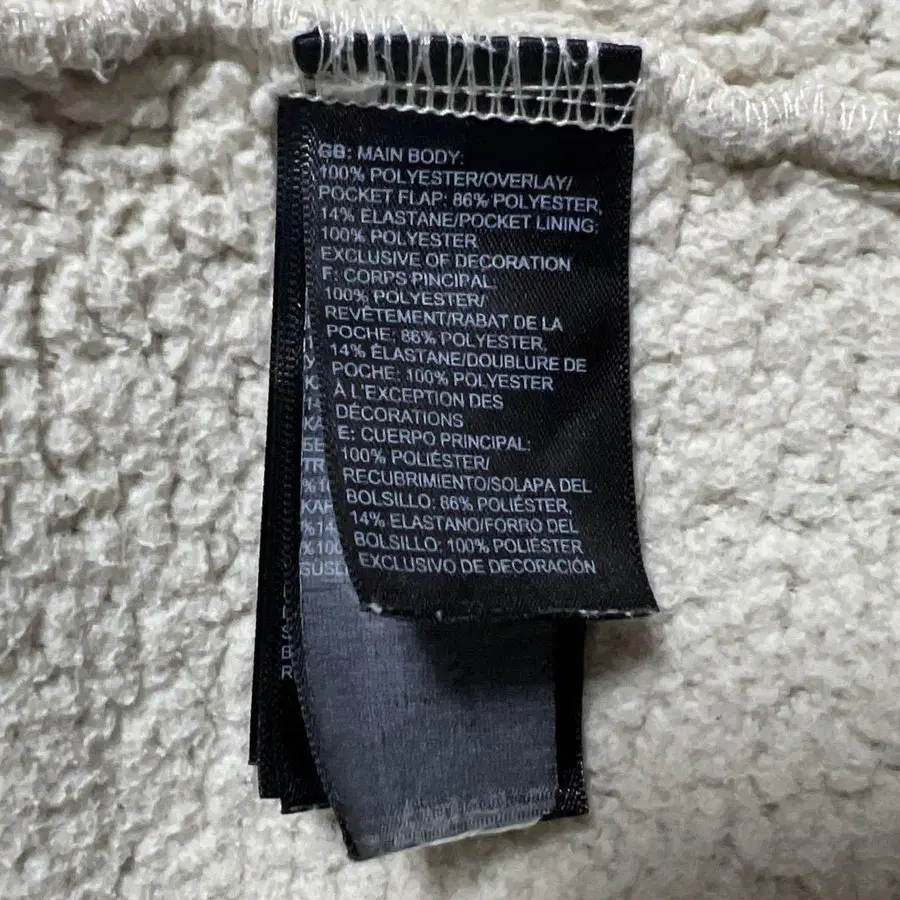 GB: MAIN BODY:
100% POLYESTER/OVERLAY/
POCKET FLAP: 86% POLYESTER,
14% ELASTANE/POCKET LINING:
100% POLYESTER
EXCLUSIVE OF DECORATION
F: CORPS PINCIPAL:
100% POLYESTER/
REVÊTEMENT/RABAT DE LA
POCHE: 86% POLYESTER,
14% ÉLASTANE/DOUBLURE DE
POCHE: 100% POLYESTER
À L'EXCEPTION DES
DÉCORATIONS
E: CUERPO PRINCIPAL:
100% POLIÉSTER/
RECUBRIMIENTO/SOLAPA DEL
BOLSILLO: 86% POLIÉSTER,
14% ELASTANO/FORRO DEL
BOLSILLO: 100% POLIÉSTER
EXCLUSIVO DE DECORACIÓN